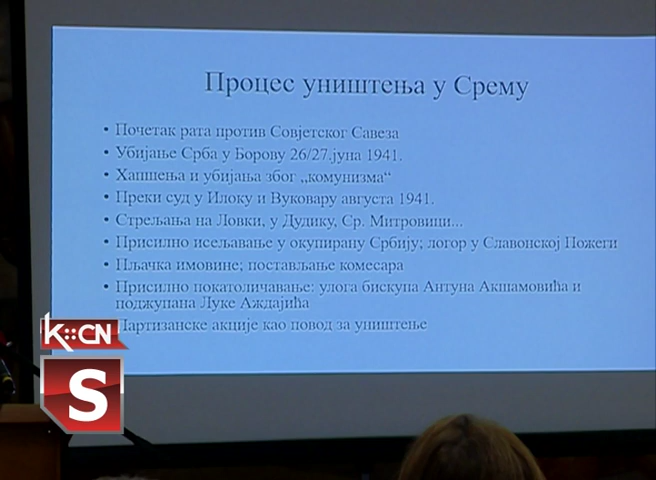 Процес уништења у Срему
• Почетак рата против Совјетског Савеза
• Убијање Срба у Борову 26/27.јуна 1941.
• Хапшења и убијања због „комунизма“
• Преки суд у Илоку и Вуковару августа 1941.
• Стрељања на Ловки, у Дудику, Ср. Митровици...
• Присилно исељавање у окупирану Србију; логор у Славонској Пожеги
• Пљачка имовине; постављање комесара
• Присилно покатоличавање: улога бискупа Антуна Акшамовића и
поджупана Луке Аждајића
Партизанске акције као повод за уништење
K::CN
S